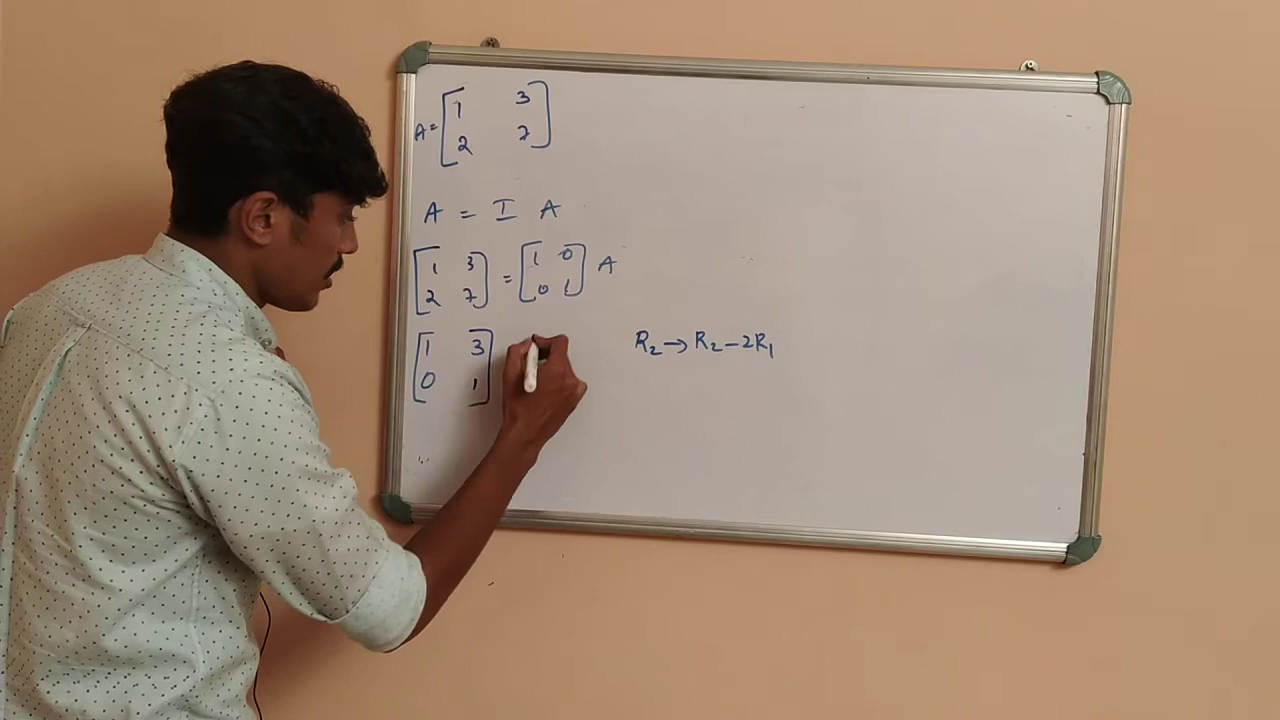 A = [1 3
2 7]
A = I A
[1 3 = [1 0 A
2 7] 0 1]
[1 3 R₂ → R₂ – 2R₁
0 1]